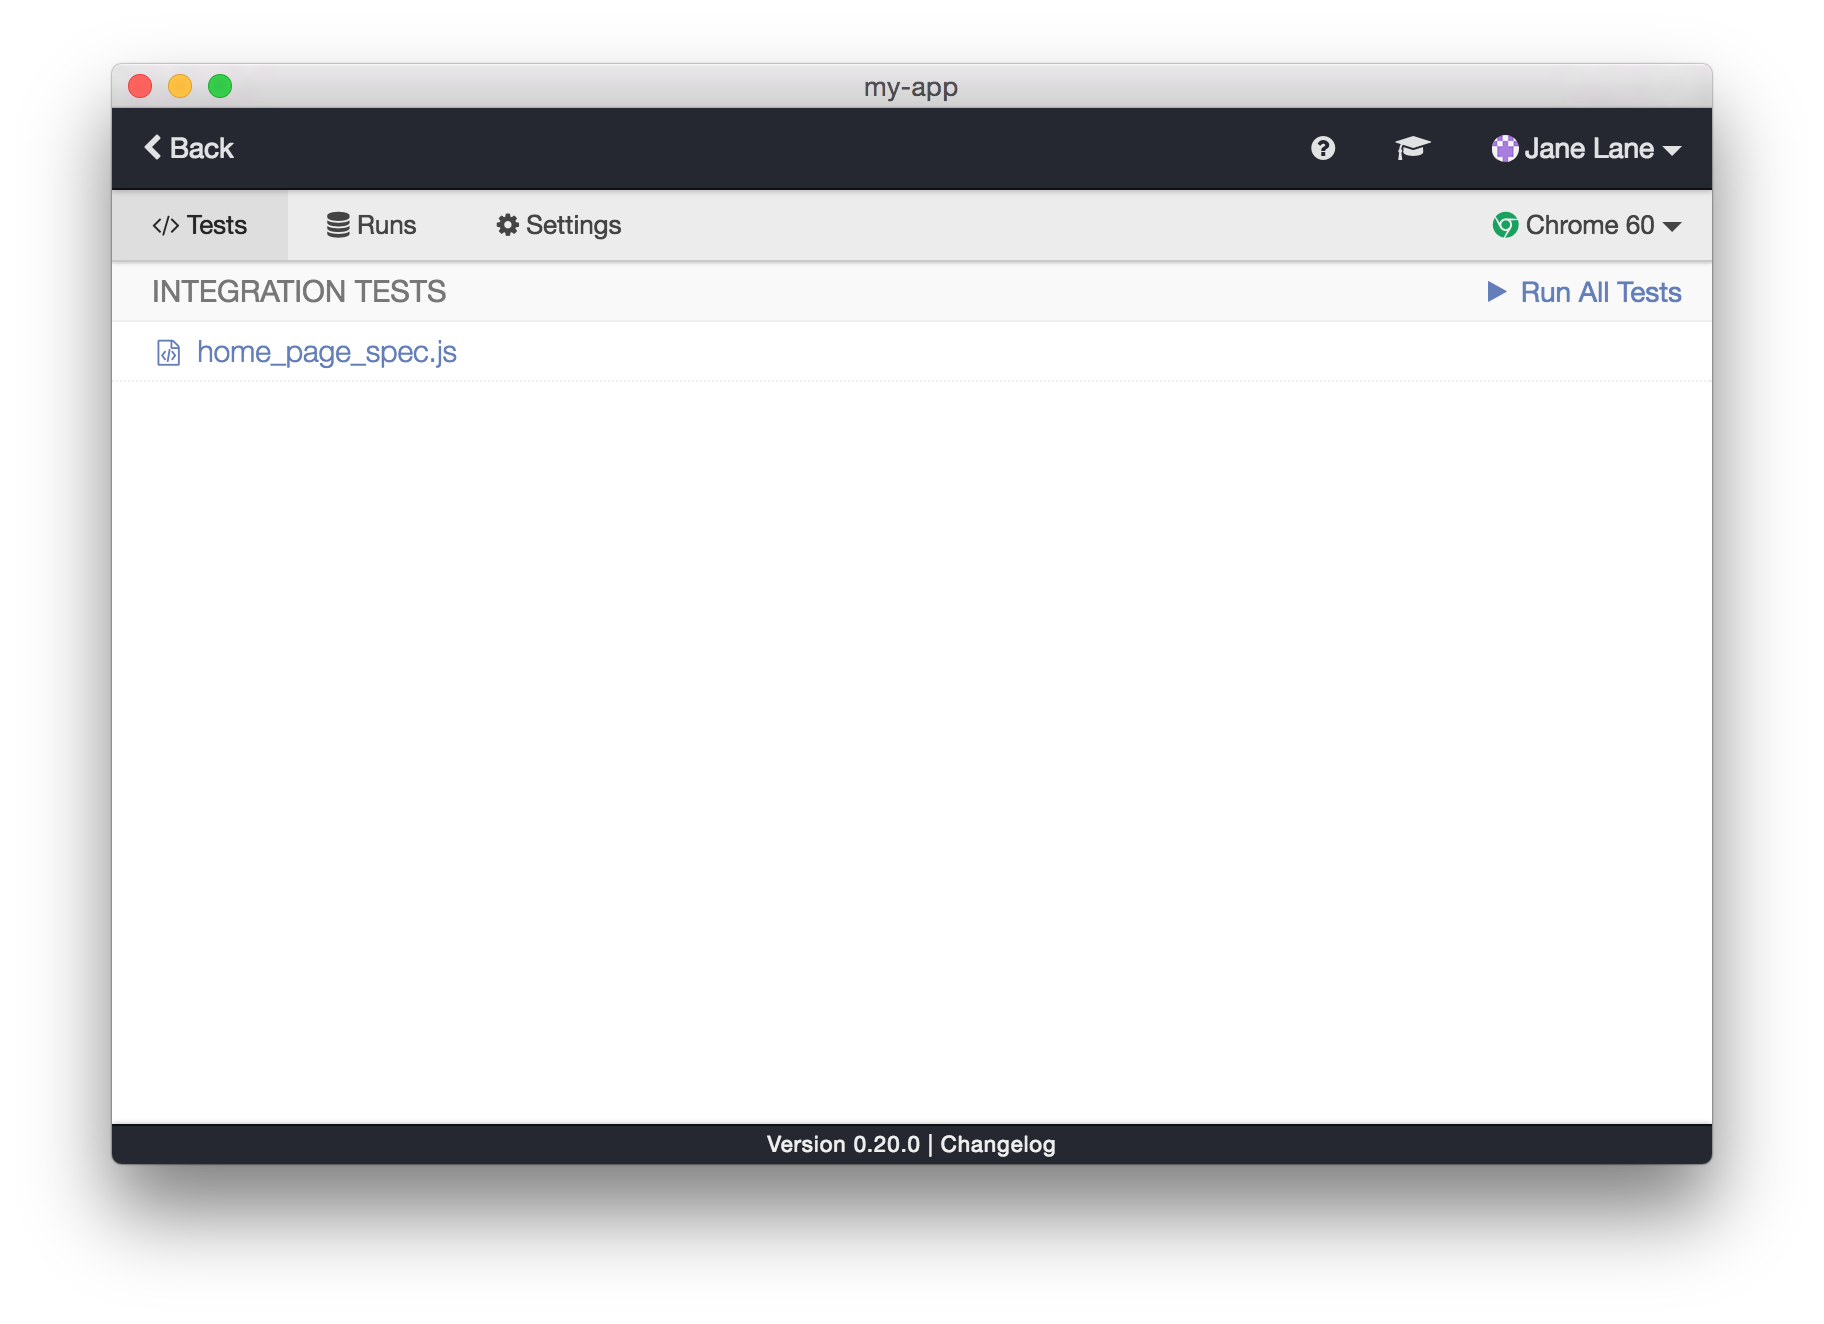 my-app
Back
Jane Lane
Tests Runs Settings Chrome 60
INTEGRATION TESTS Run All Tests
home_page_spec.js
Version 0.20.0 | Changelog